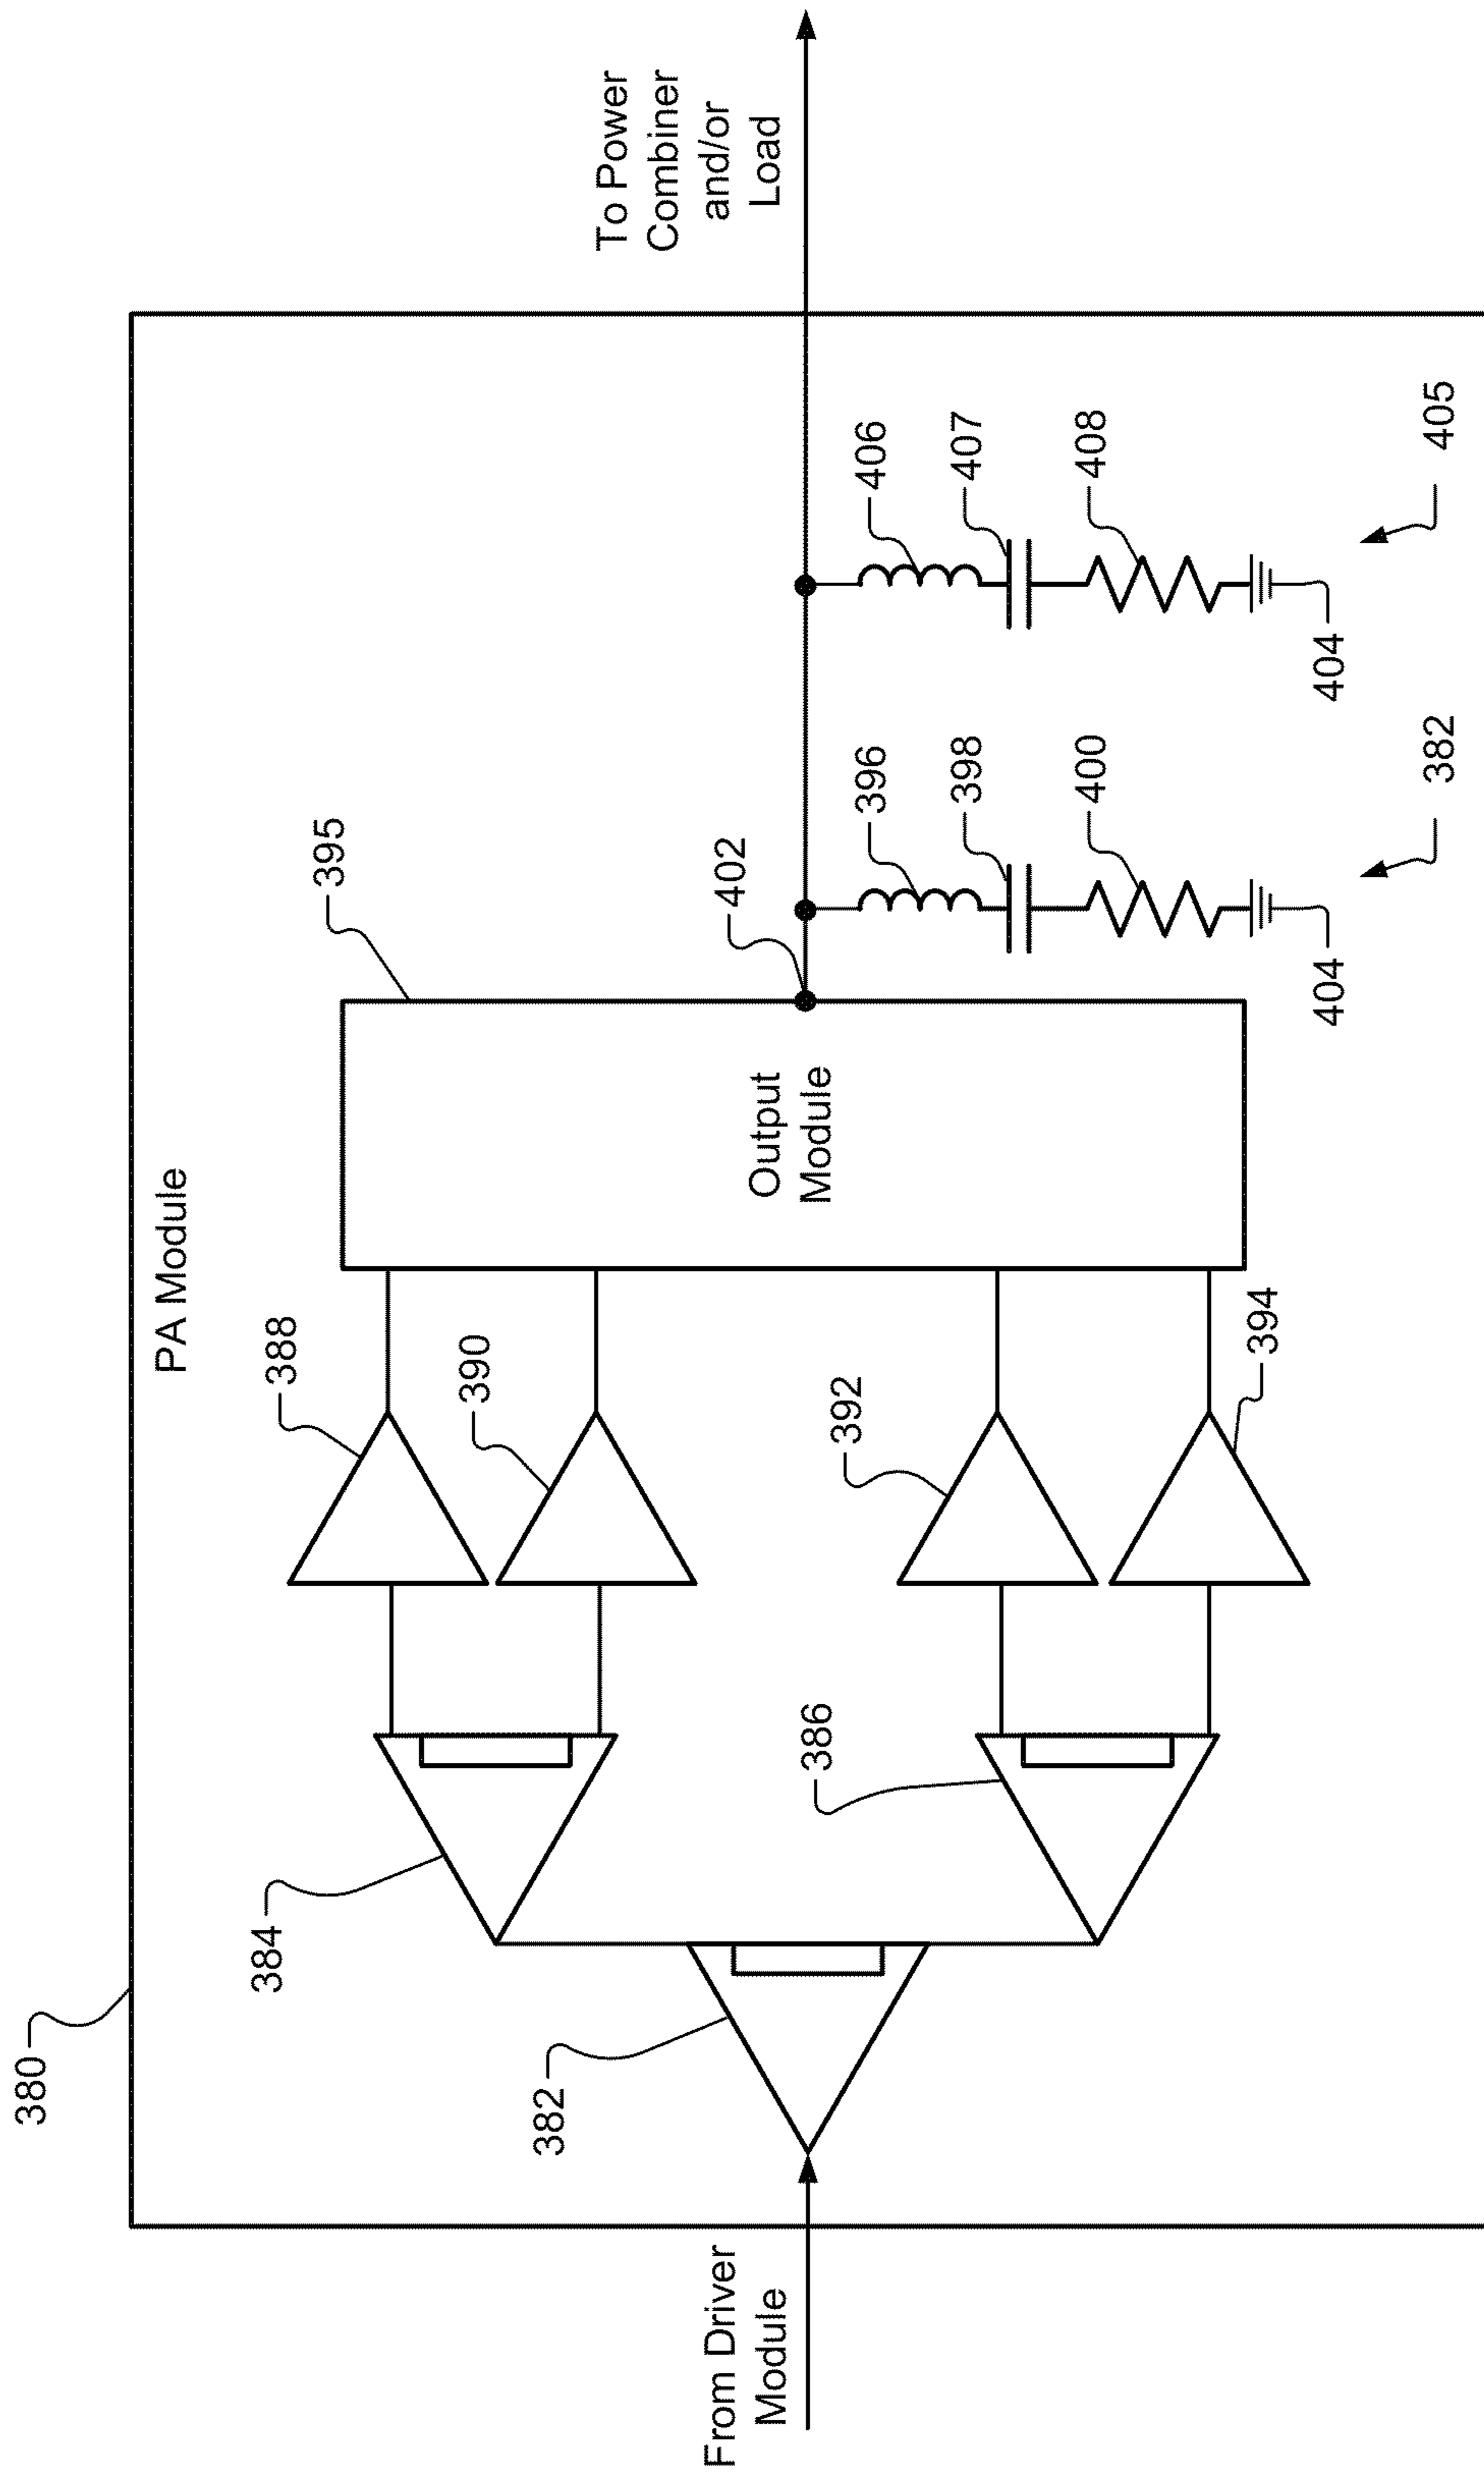 380
PA Module
From Driver
Module
382
384
386
388
390
392
394
395
Output
Module
402
396
398
400
404
382
406
407
408
404
405
To Power
Combiner
and/or
Load